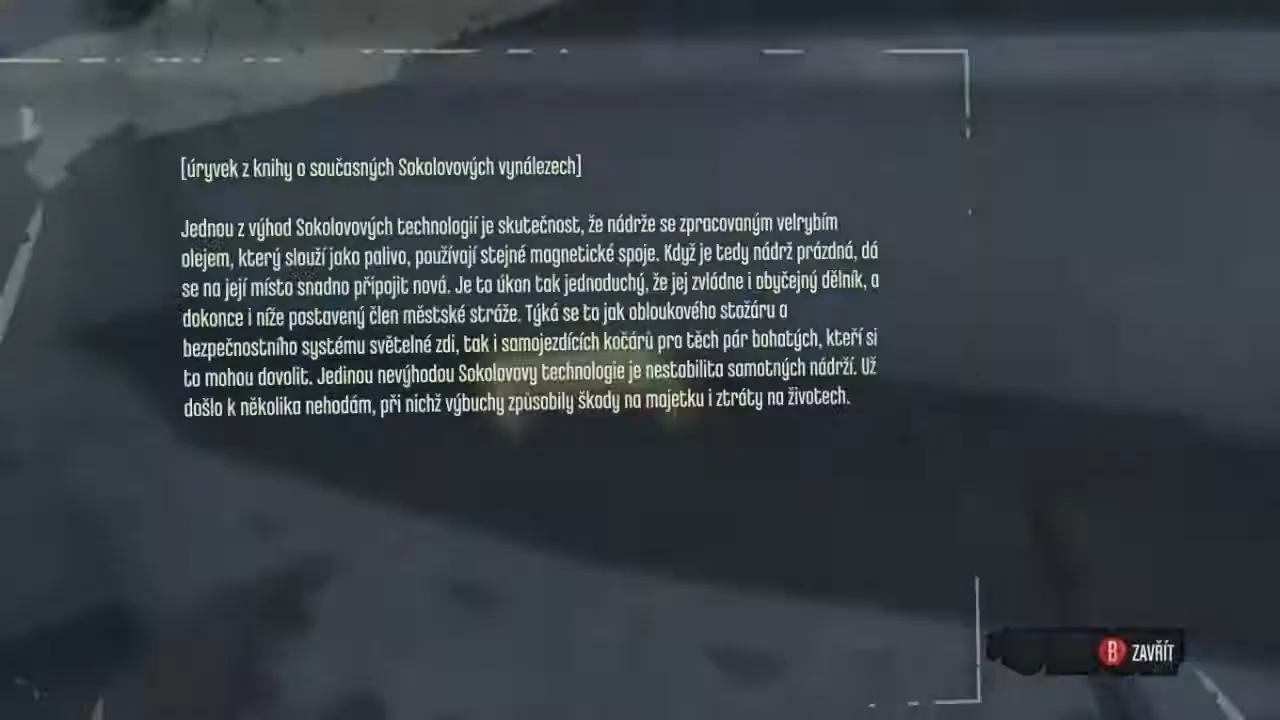 [úryvek z knihy o současných Sokolovových vynálezech]
Jednou z výhod Sokolovových technologií je skutečnost, že nádrže se zpracovaným velrybím
olejem, který slouží jako palivo, používají stejné magnetické spoje. Když je tedy nádrž prázdná, dá
se na její místo snadno připojit nová. Je to úkon tak jednoduchý, že jej zvládne i obyčejný dělník, a
dokonce i níže postavený člen městské stráže. Týká se to jak obloukového stožáru a
bezpečnostního systému světelné zdi, tak i samojezdících kočárů pro těch pár bohatých, kteří si
to mohou dovolit. Jedinou nevýhodou Sokolovovy technologie je nestabilita samotných nádrží. Už
došlo k několika nehodám, při nichž výbuchy způsobily škody na majetku i ztráty na životech.
B ZAVŘÍT